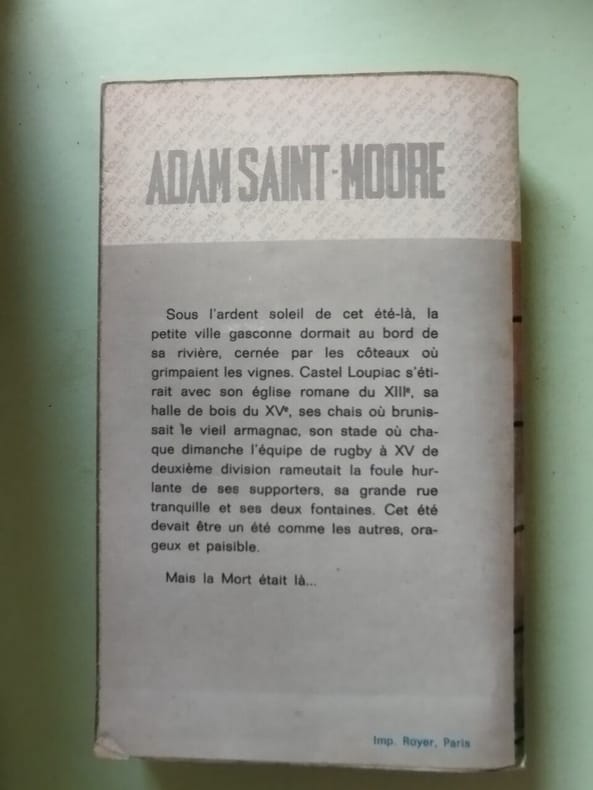 ADAM SAINT-MOORE
Sous l'ardent soleil de cet été-là, la
petite ville gasconne dormait au bord de
sa rivière, cernée par les côteaux où
grimpaient les vignes. Castel Loupiac s'éti-
rait avec son église romane du XIIIe, sa
halle de bois du XVe, ses chais où brunis-
sait le vieil armagnac, son stade où cha-
que dimanche l'équipe de rugby à XV de
deuxième division rameutait la foule hur-
lante de ses supporters, sa grande rue
tranquille et ses deux fontaines. Cet été
devait être un été comme les autres, ora-
geux et paisible.
Mais la Mort était là...
Imp. Royer, Paris